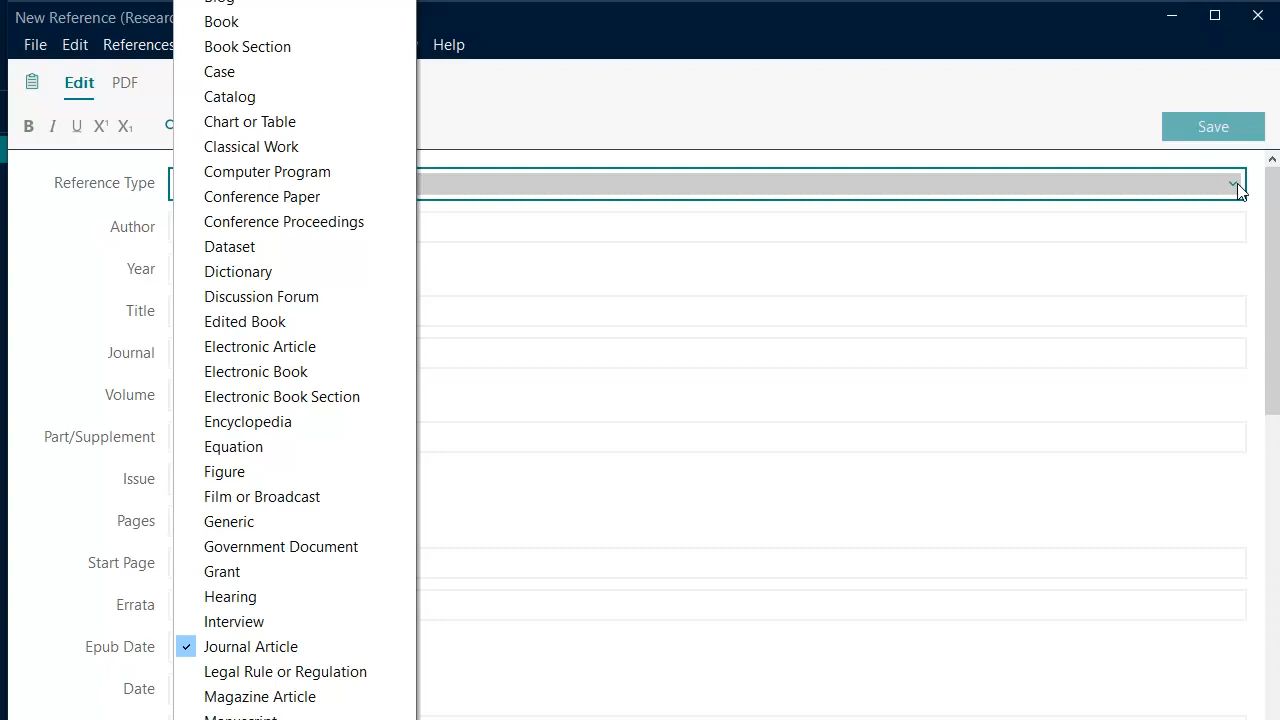 New Reference (Researc
File Edit References Help
Edit PDF
B I U X¹ X₁
Save
Blog
Book
Book Section
Case
Catalog
Chart or Table
Classical Work
Computer Program
Conference Paper
Conference Proceedings
Dataset
Dictionary
Discussion Forum
Edited Book
Electronic Article
Electronic Book
Electronic Book Section
Encyclopedia
Equation
Figure
Film or Broadcast
Generic
Government Document
Grant
Hearing
Interview
Journal Article
Legal Rule or Regulation
Magazine Article
Manuscript
Reference Type
Author
Year
Title
Journal
Volume
Part/Supplement
Issue
Pages
Start Page
Errata
Epub Date
Date